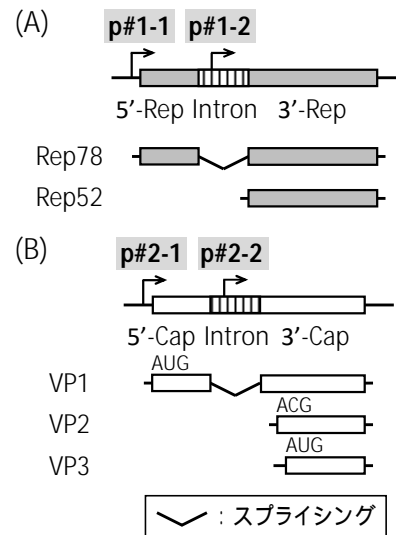 (A)
p#1-1 p#1-2
5'-Rep Intron 3'-Rep
Rep78
Rep52
(B)
p#2-1 p#2-2
5'-Cap Intron 3'-Cap
AUG
VP1
ACG
VP2
AUG
VP3
：スプライシング